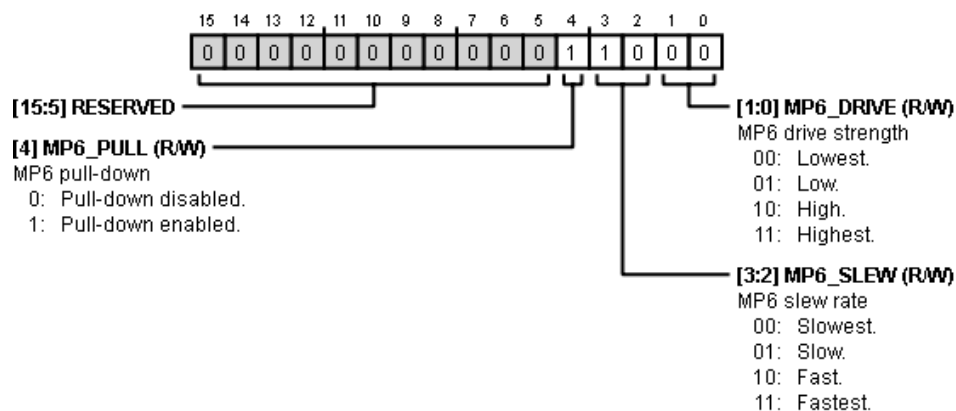 15 14 13 12 11 10 9 8 7 6 5 4 3 2 1 0
0 0 0 0 0 0 0 0 0 0 0 1 1 0 0 0
[15:5] RESERVED
[4] MP6_PULL (R/W)
MP6 pull-down
0: Pull-down disabled.
1: Pull-down enabled.
[1:0] MP6_DRIVE (R/W)
MP6 drive strength
00: Lowest.
01: Low.
10: High.
11: Highest.
[3:2] MP6_SLEW (R/W)
MP6 slew rate
00: Slowest.
01: Slow.
10: Fast.
11: Fastest.